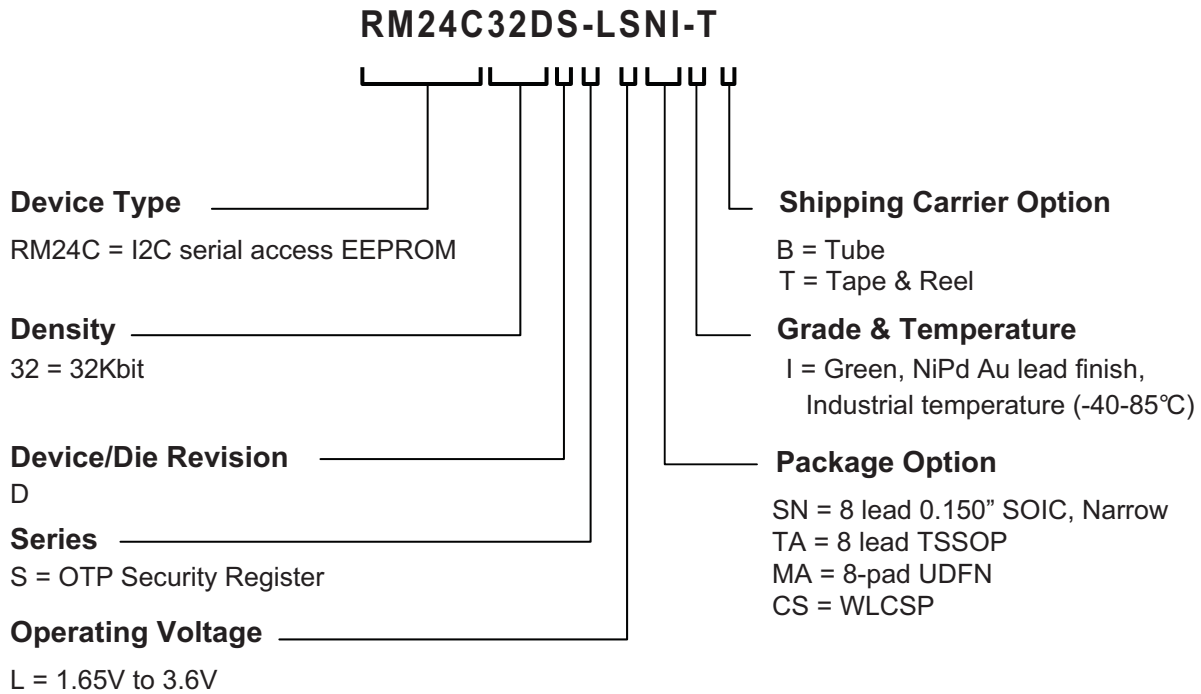 RM24C32DS-LSNI-T
Device Type
RM24C = I2C serial access EEPROM
Density
32 = 32Kbit
Device/Die Revision
D
Series
S = OTP Security Register
Operating Voltage
L = 1.65V to 3.6V
Shipping Carrier Option
B = Tube
T = Tape & Reel
Grade & Temperature
I = Green, NiPd Au lead finish,
Industrial temperature (-40-85℃)
Package Option
SN = 8 lead 0.150” SOIC, Narrow
TA = 8 lead TSSOP
MA = 8-pad UDFN
CS = WLCSP